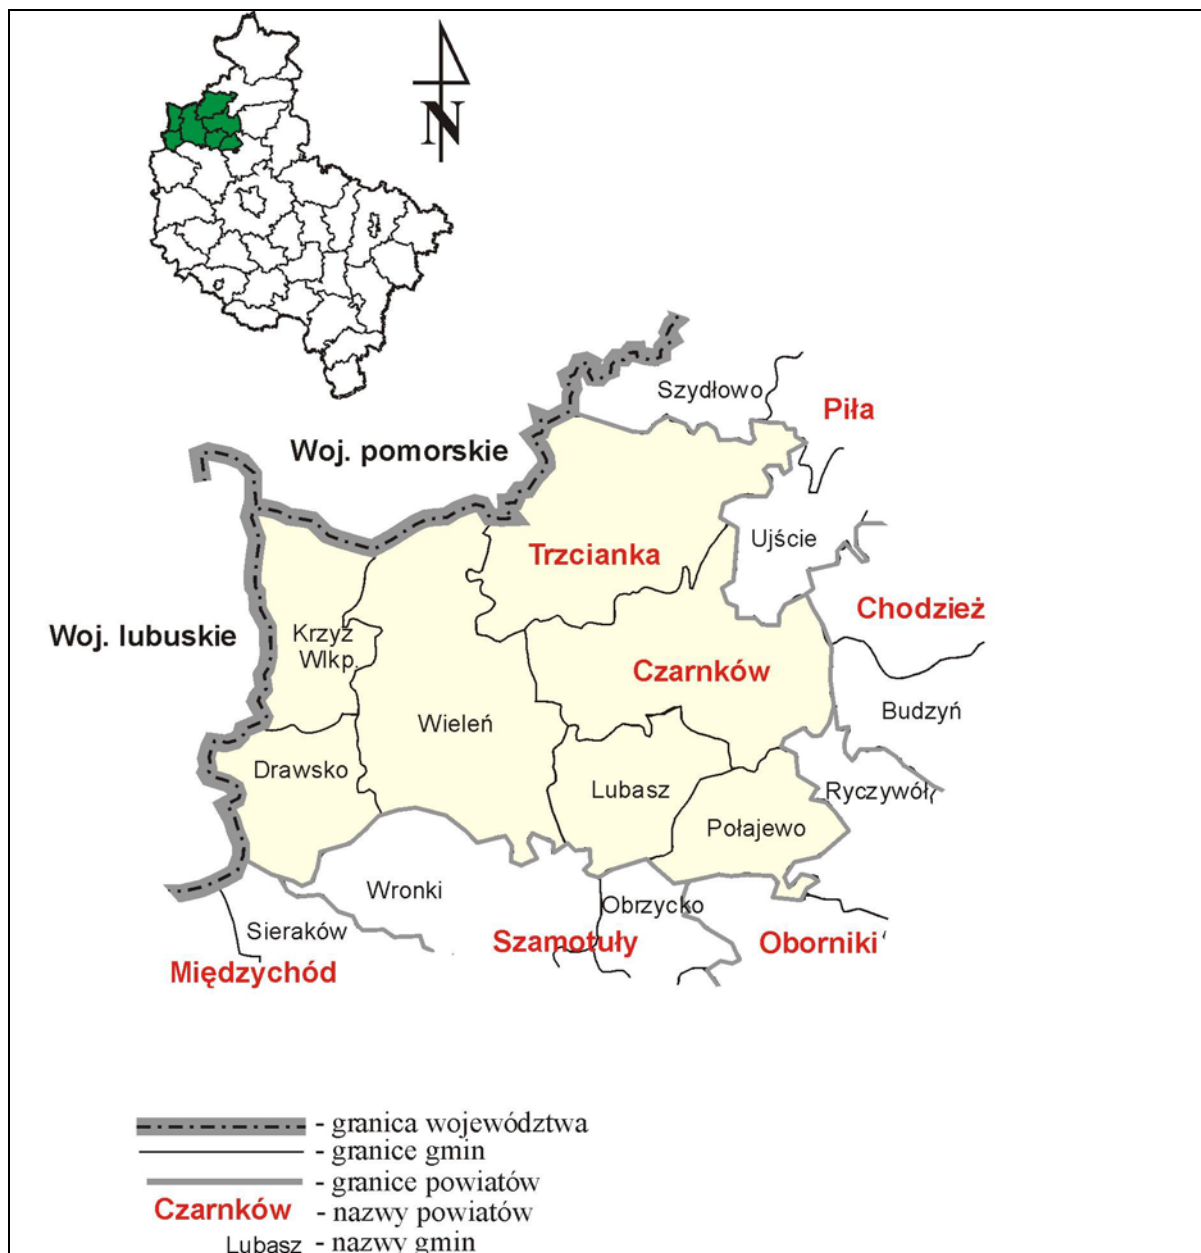 N
Szydłowo
Piła
Woj. pomorskie
Ujście
Trzcianka
Chodzież
Woj. lubuskie
Krzyż
Wlkp.
Czarnków
Budzyń
Wieleń
Drawsko
Lubasz
Ryczywół
Połajewo
Wronki
Obrzycko
Sieraków
Szamotuły
Oborniki
Międzychód
- granica województwa
- granice gmin
- granice powiatów
Czarnków - nazwy powiatów
Lubasz - nazwy gmin